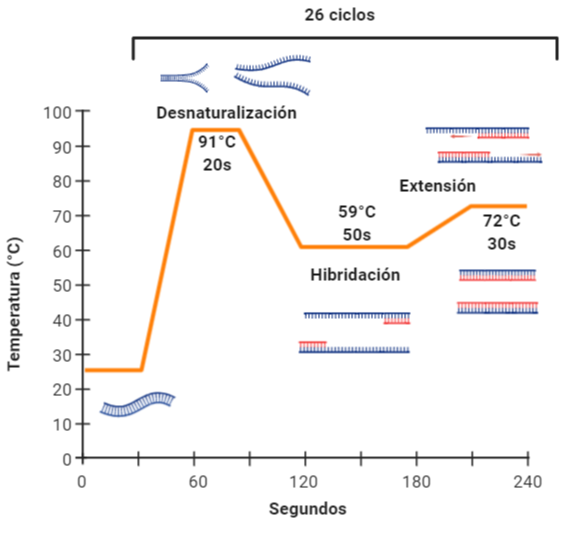 26 ciclos
Desnaturalización
91°C
20s
Extensión
59°C
50s
72°C
30s
Hibridación
Temperatura (°C)
100
90
80
70
60
50
40
30
20
10
0
0 60 120 180 240
Segundos